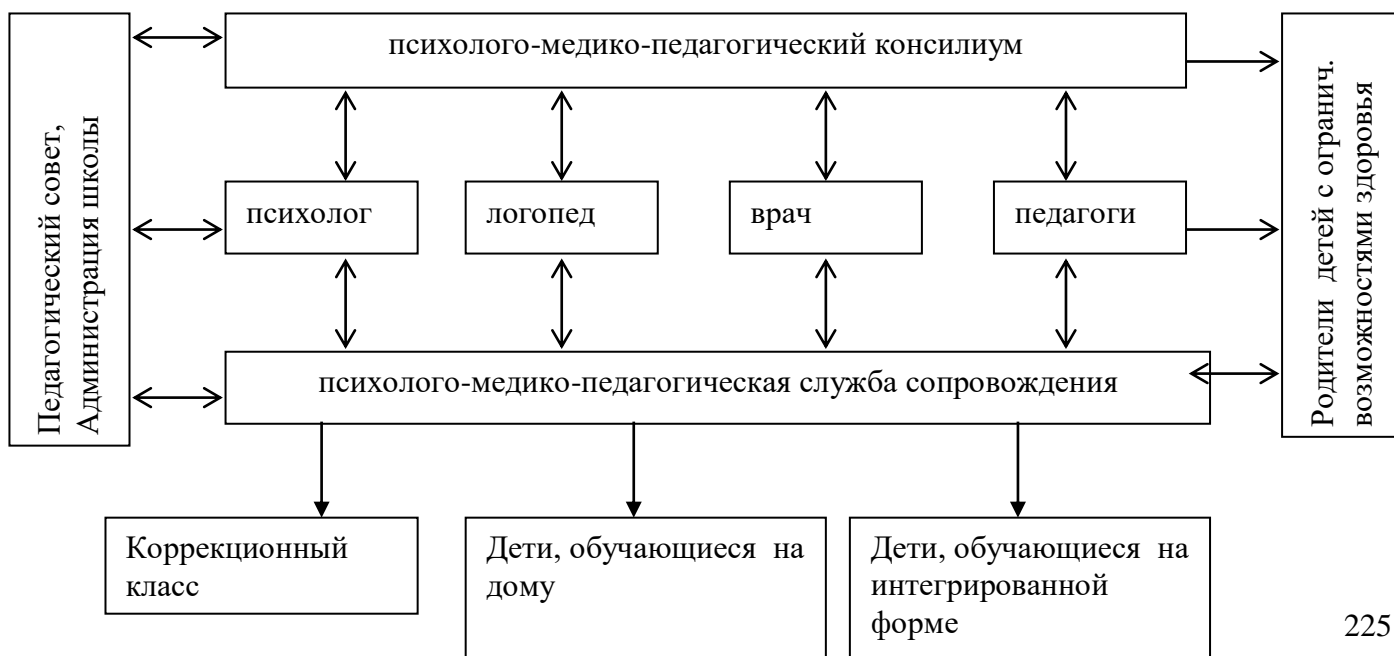 психолого-медико-педагогический консилиум
Педагогический совет,
Администрация школы
Родители детей с огранич.
возможностями здоровья
психолог
логопед
врач
педагоги
психолого-медико-педагогическая служба сопровождения
Коррекционный
класс
Дети, обучающиеся на
дому
Дети, обучающиеся на
интегрированной
форме
225